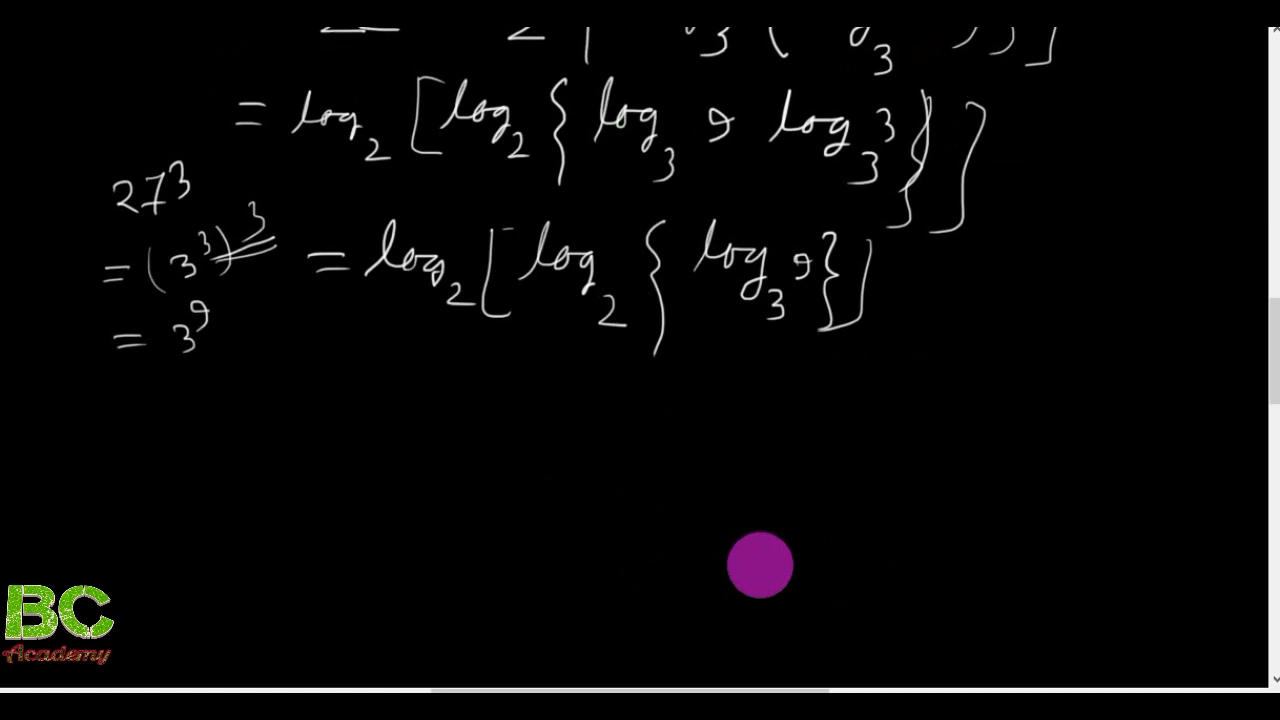 = log₂ [log₂ { log₃ 9 log₃ 3 }]
27³
= (3³)³
= log₂ [log₂ { log₃ 9 }]
= 3⁹
BC
Academy